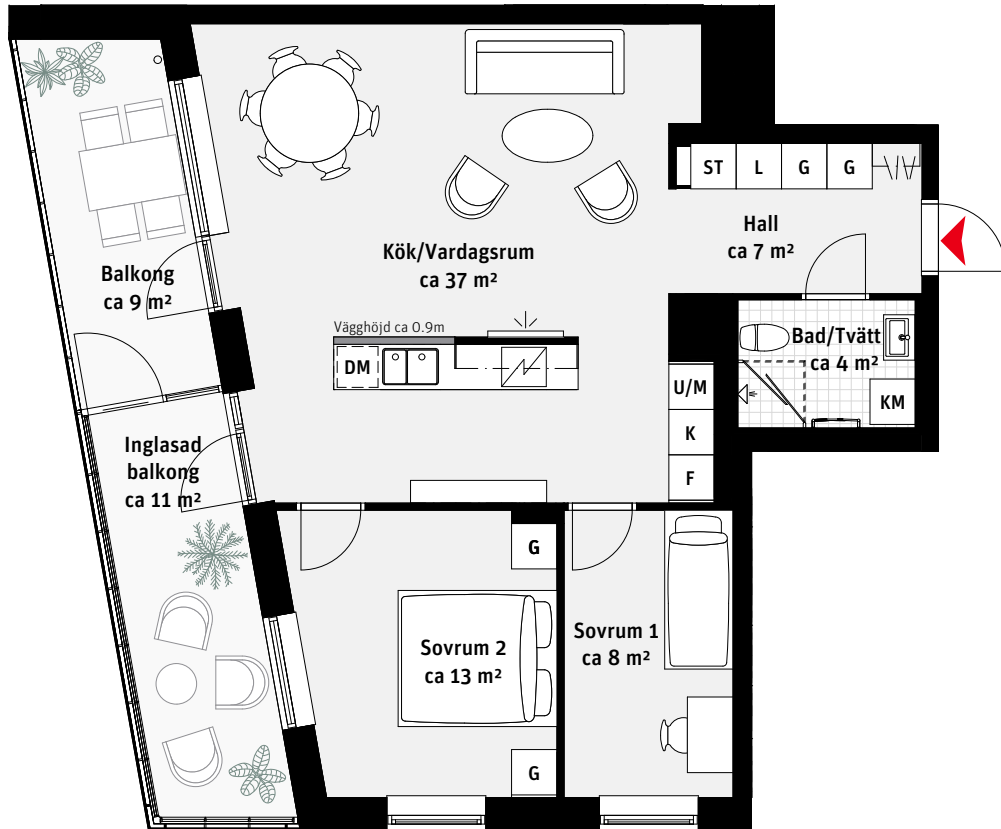 ST
L
G
G
Hall
ca 7 m²
Kök/Vardagsrum
ca 37 m²
Balkong
ca 9 m²
Vägghöjd ca 0.9m
DM
Bad/Tvätt
ca 4 m²
KM
U/M
K
F
Inglasad
balkong
ca 11 m²
G
Sovrum 2
ca 13 m²
G
Sovrum 1
ca 8 m²